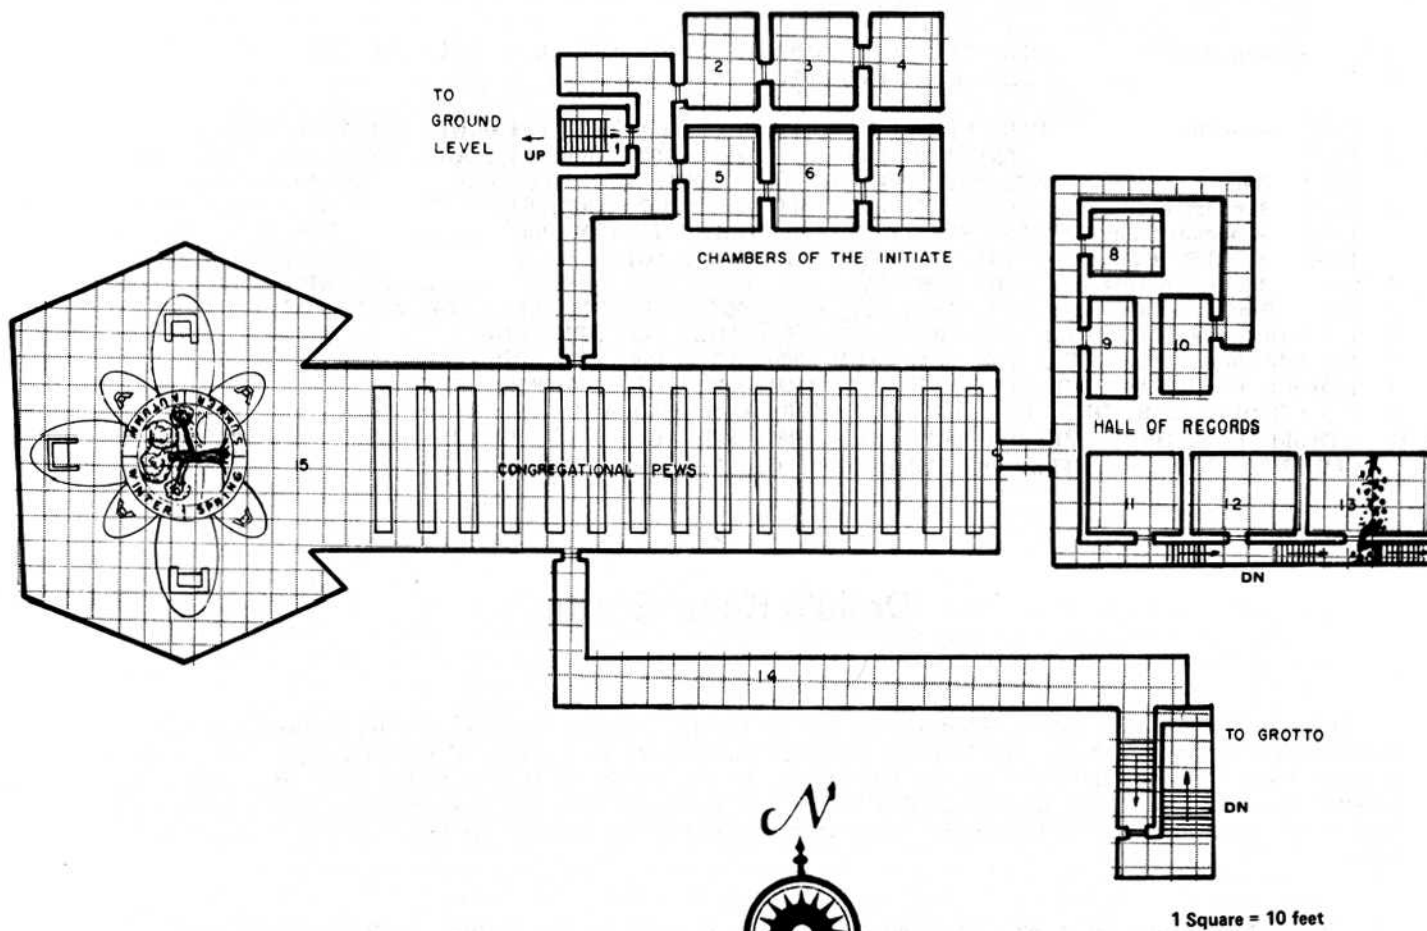 2
3
4
TO
GROUND
LEVEL
UP
1
5
6
7
CHAMBERS OF THE INITIATE
8
9
10
HALL OF RECORDS
AUTUMN
SUMMER
WINTER
SPRING
15
CONGREGATIONAL PEWS
S
11
12
13
DN
14
TO GROTTO
DN
N
1 Square = 10 feet